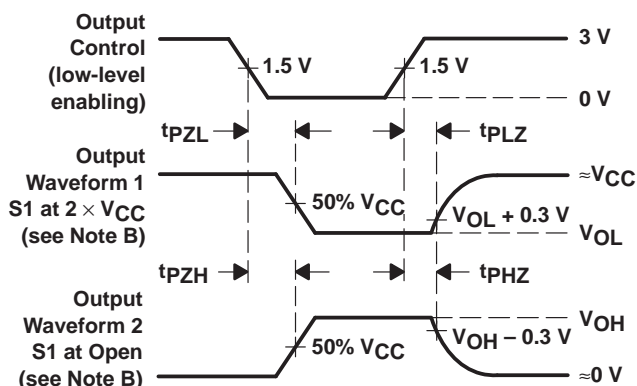 Output
Control
(low-level
enabling)
1.5 V
1.5 V
3 V
0 V
tPZL
tPLZ
Output
Waveform 1
S1 at 2 × VCC
(see Note B)
50% VCC
VOL + 0.3 V
≈VCC
VOL
tPZH
tPHZ
Output
Waveform 2
S1 at Open
(see Note B)
50% VCC
VOH – 0.3 V
VOH
≈0 V